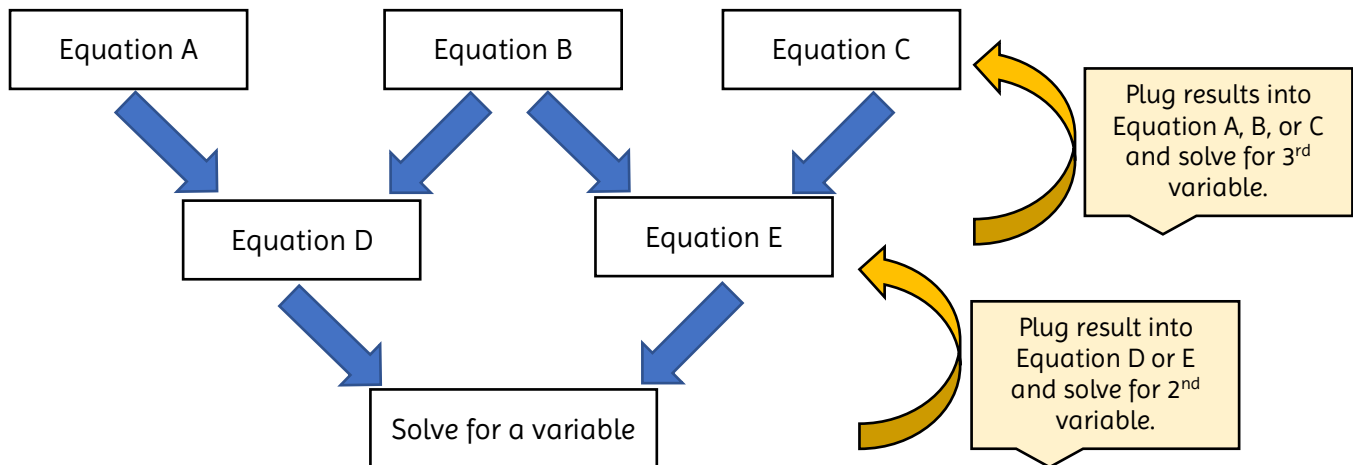 Equation A
Equation B
Equation C
Plug results into
Equation A, B, or C
and solve for 3rd
variable.
Equation D
Equation E
Plug result into
Equation D or E
and solve for 2nd
variable.
Solve for a variable